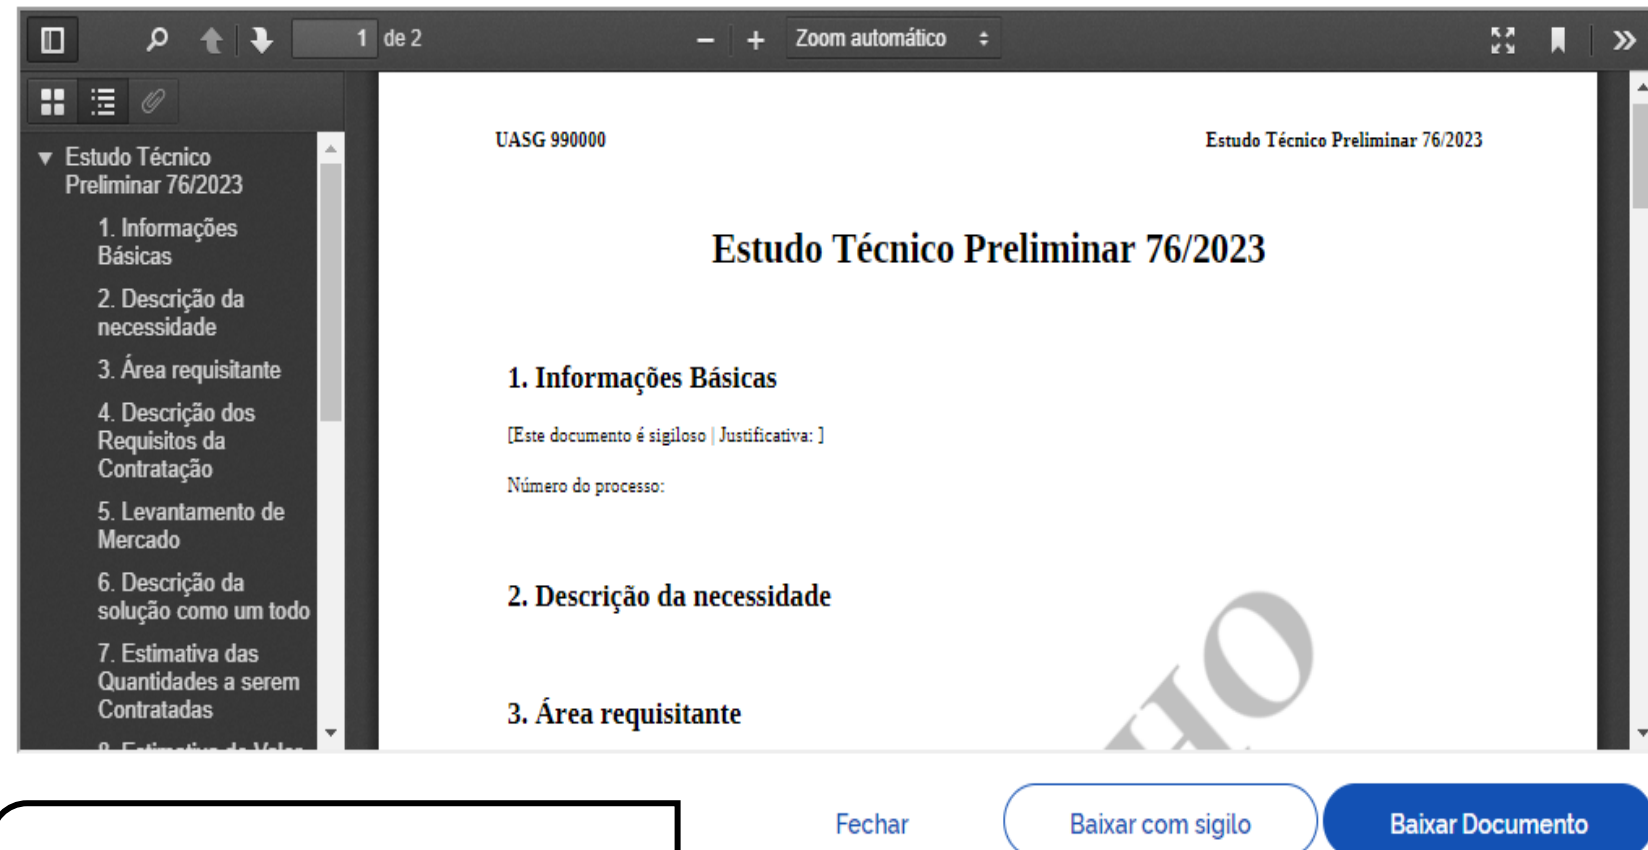 1 de 2
Zoom automático
Estudo Técnico
Preliminar 76/2023
1. Informações
Básicas
2. Descrição da
necessidade
3. Área requisitante
4. Descrição dos
Requisitos da
Contratação
5. Levantamento de
Mercado
6. Descrição da
solução como um todo
7. Estimativa das
Quantidades a serem
Contratadas
UASG 990000
Estudo Técnico Preliminar 76/2023
Estudo Técnico Preliminar 76/2023
1. Informações Básicas
[Este documento é sigiloso | Justificativa: ]
Número do processo:
2. Descrição da necessidade
3. Área requisitante
Fechar
Baixar com sigilo
Baixar Documento